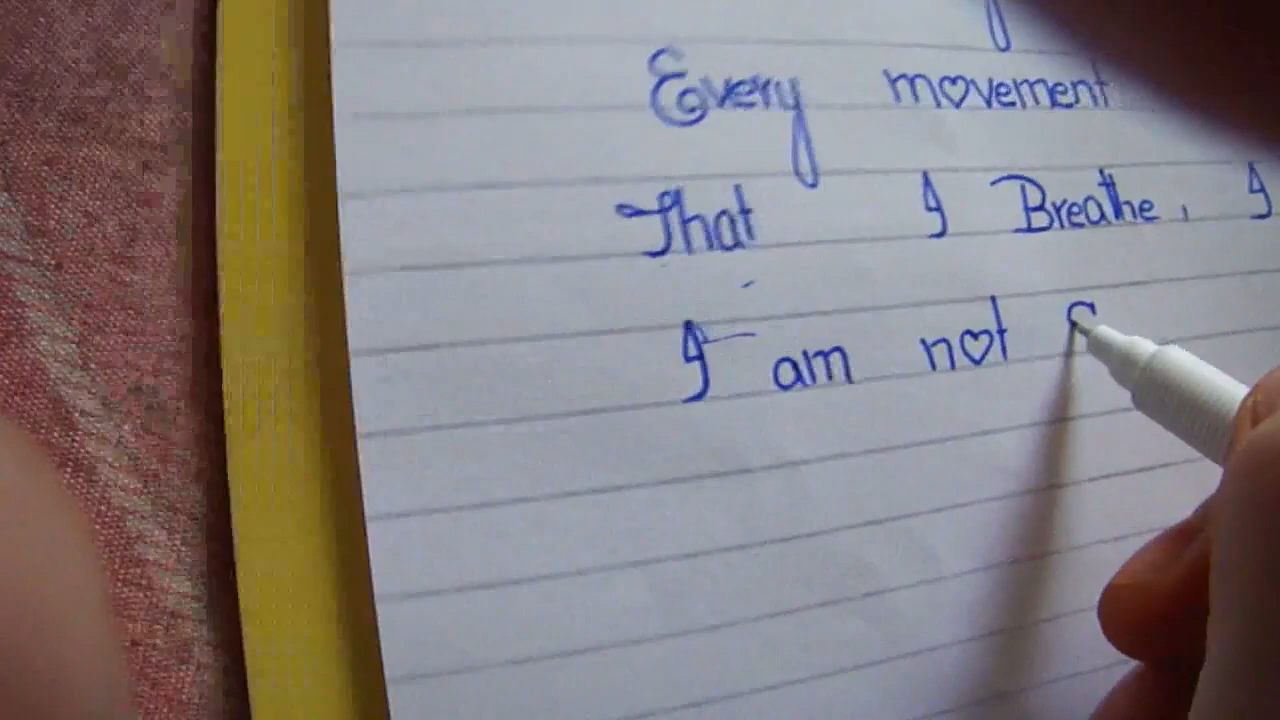 Every movement
That I Breathe, I
I am not